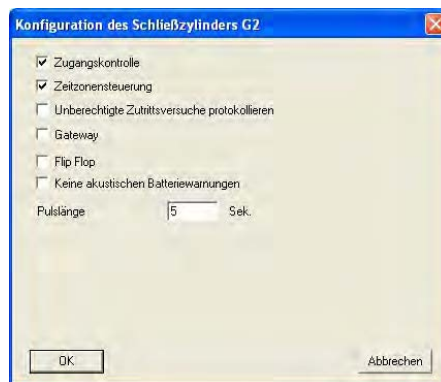 Konfiguration des Schließzylinders G2
Zugangskontrolle
Zeitzonensteuerung
Unberechtigte Zutrittsversuche protokollieren
Gateway
Flip Flop
Keine akustischen Batteriewarnungen
Pulslänge 5 Sek.
OK Abbrechen